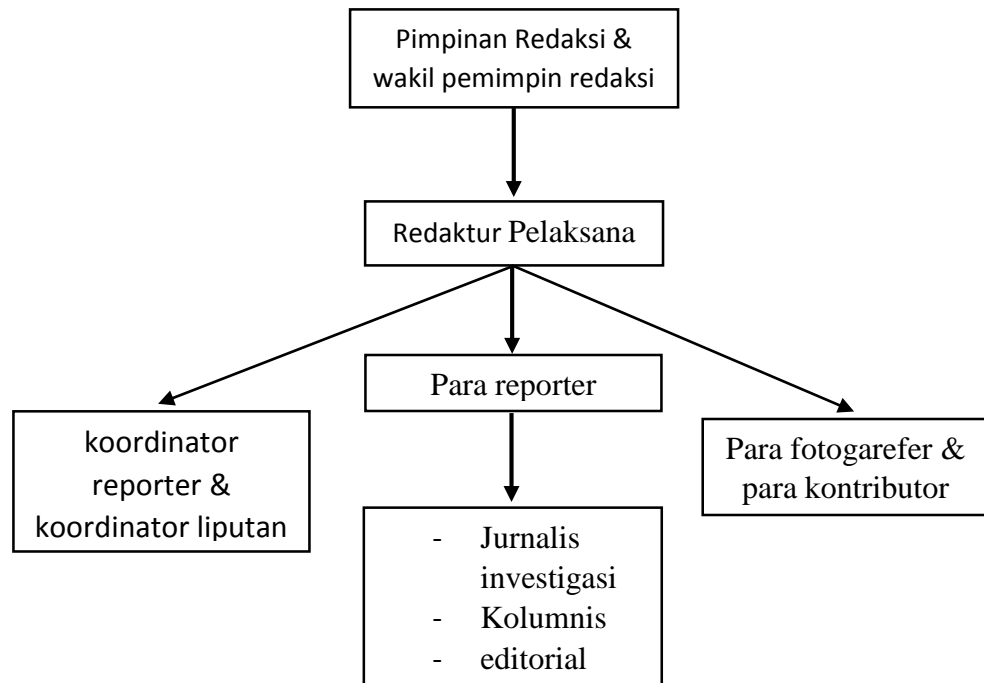 Pimpinan Redaksi &
wakil pemimpin redaksi
Redaktur Pelaksana
Para reporter
koordinator
reporter &
koordinator liputan
Para fotogarefer &
para kontributor
- Jurnalis
investigasi
- Kolumnis
- editorial